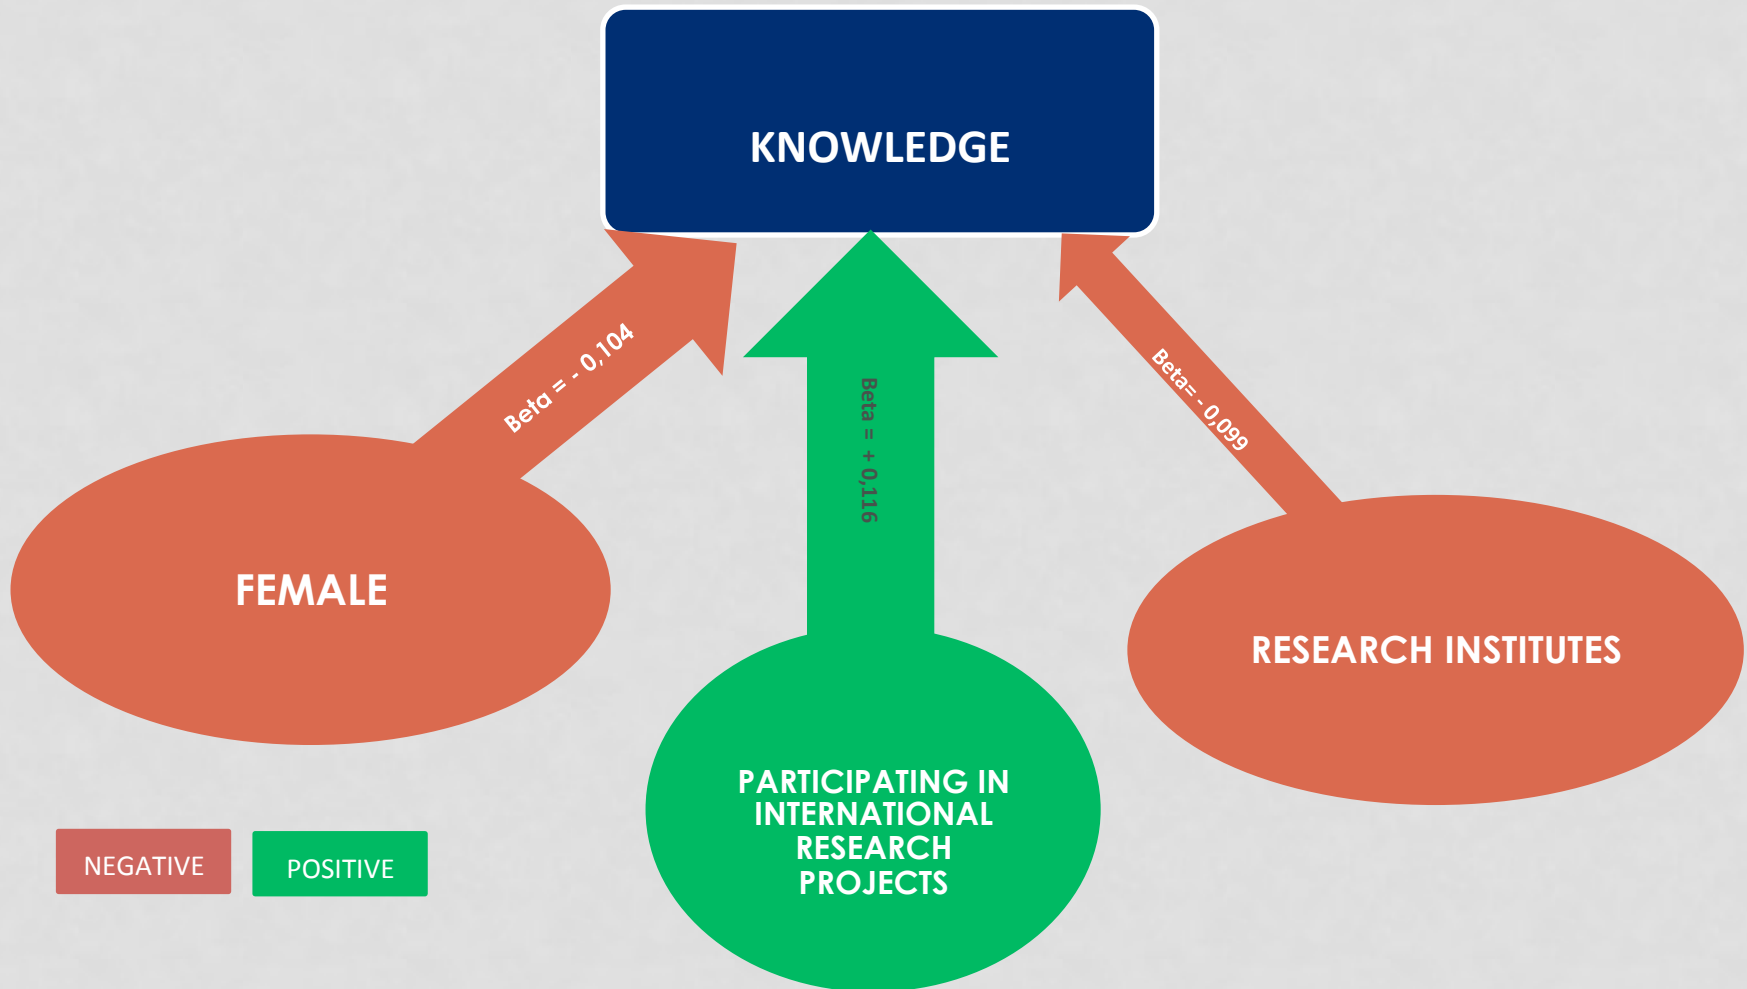 KNOWLEDGE
Beta = - 0,104
Beta = + 0,116
Beta= - 0,099
FEMALE
RESEARCH INSTITUTES
PARTICIPATING IN
INTERNATIONAL
RESEARCH
PROJECTS
NEGATIVE
POSITIVE